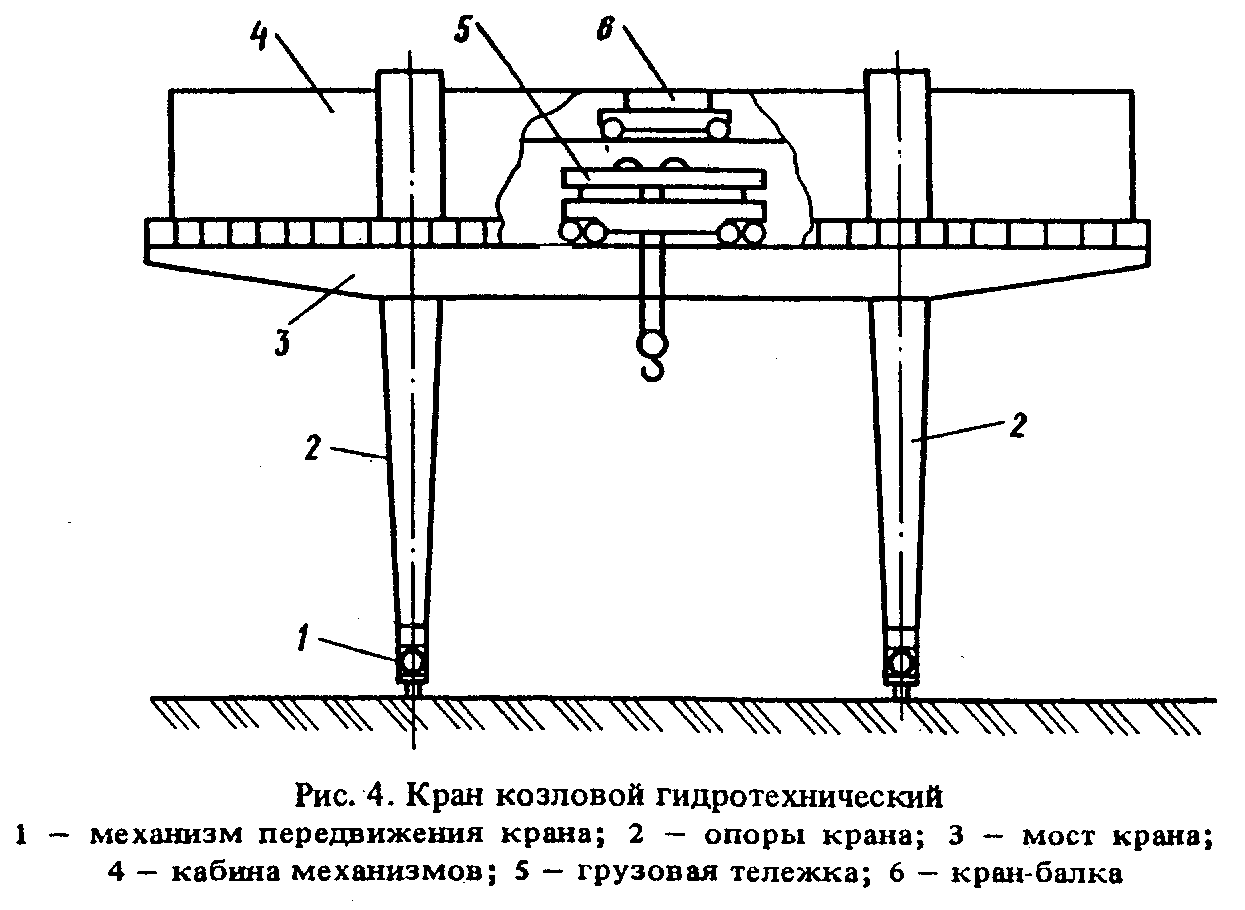 4
5
6
3
2
2
1
Рис. 4. Кран козловой гидротехнический
1 — механизм передвижения крана; 2 — опоры крана; 3 — мост крана;
4 — кабина механизмов; 5 — грузовая тележка; 6 — кран-балка